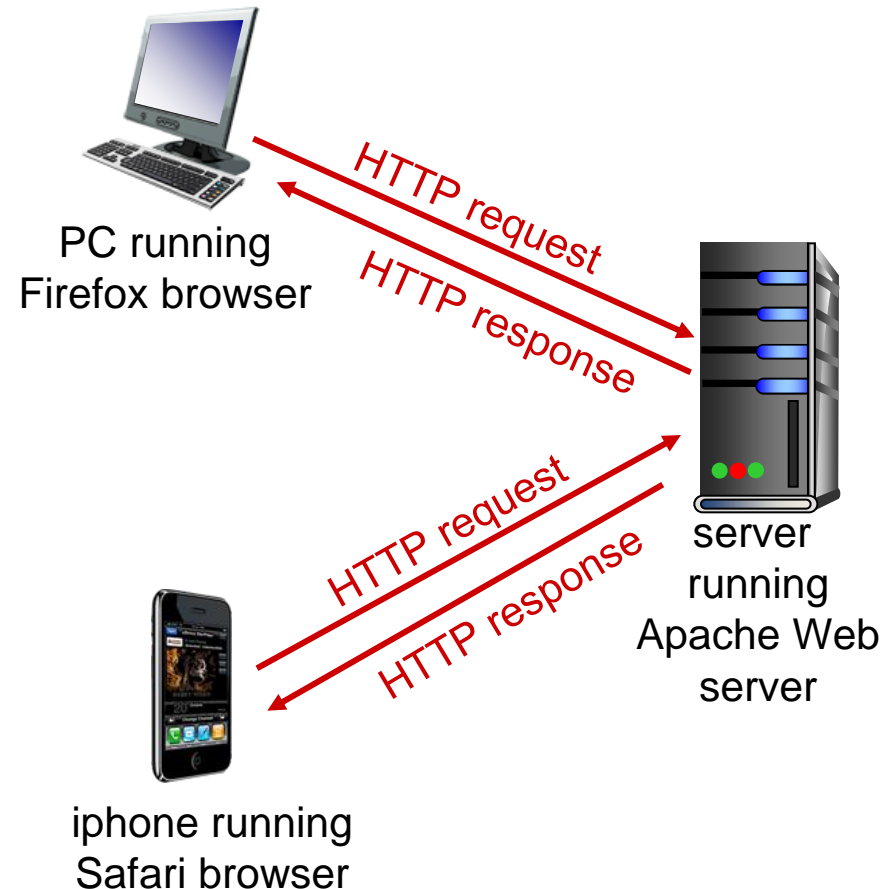 HTTP request
HTTP response
PC running
Firefox browser
HTTP request
HTTP response
server
running
Apache Web
server
iphone running
Safari browser